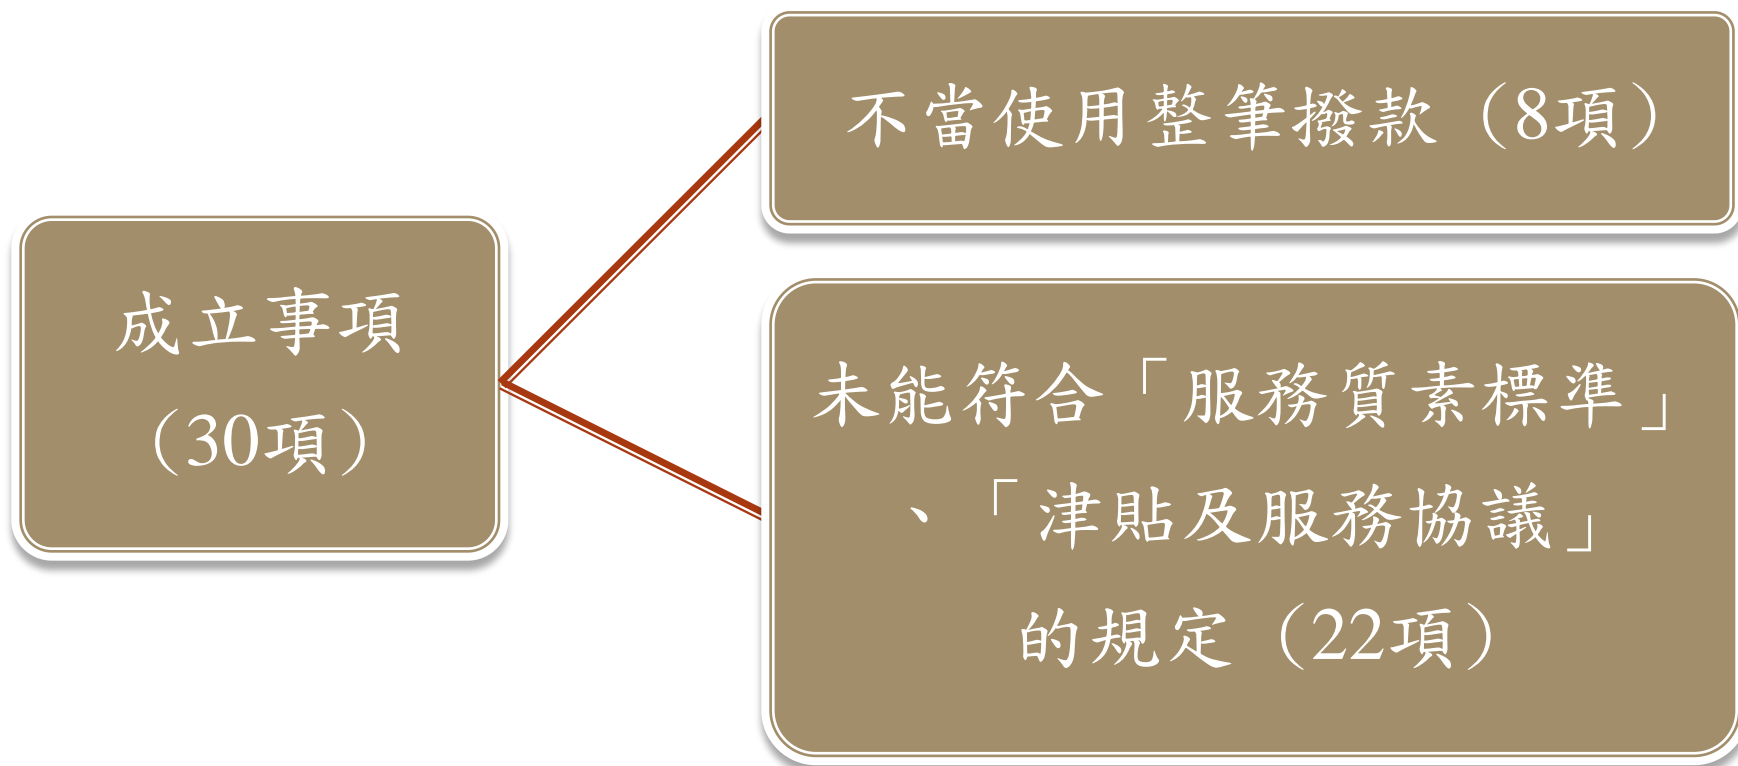 成立事項
（30項）
不當使用整筆撥款（8項）
未能符合「服務質素標準」
、「津貼及服務協議」
的規定（22項）